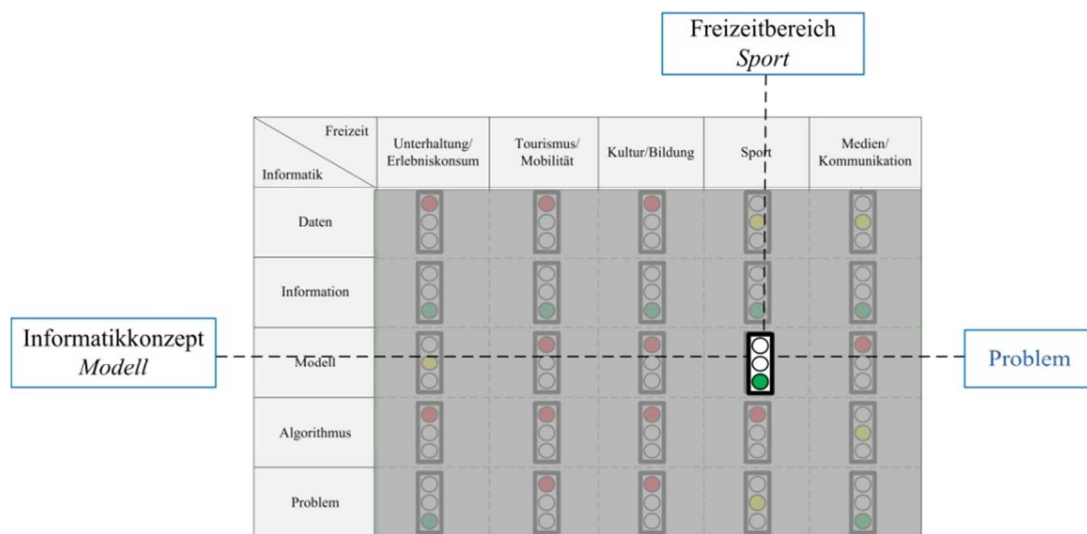 Freizeitbereich
Sport
Freizeit
Informatik
Unterhaltung/
Erlebniskonsum
Tourismus/
Mobilität
Kultur/Bildung
Sport
Medien/
Kommunikation
Daten
Information
Informatikkonzept
Modell
Modell
Problem
Algorithmus
Problem